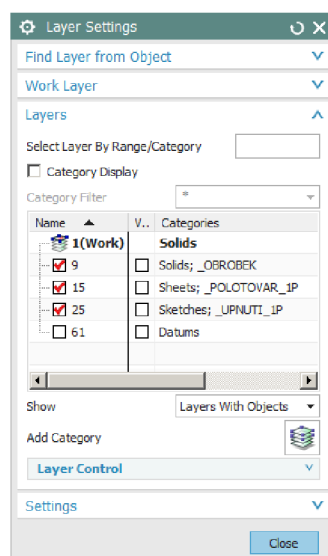 Layer Settings
Find Layer from Object
Work Layer
Layers
Select Layer By Range/Category
Category Display
Category Filter *
Name V.. Categories
1(Work) Solids
9 Solids; _OBROBEK
15 Sheets; _POLOTOVAR_1P
25 Sketches; _UPNUTI_1P
61 Datums
Show Layers With Objects
Add Category
Layer Control
Settings
Close